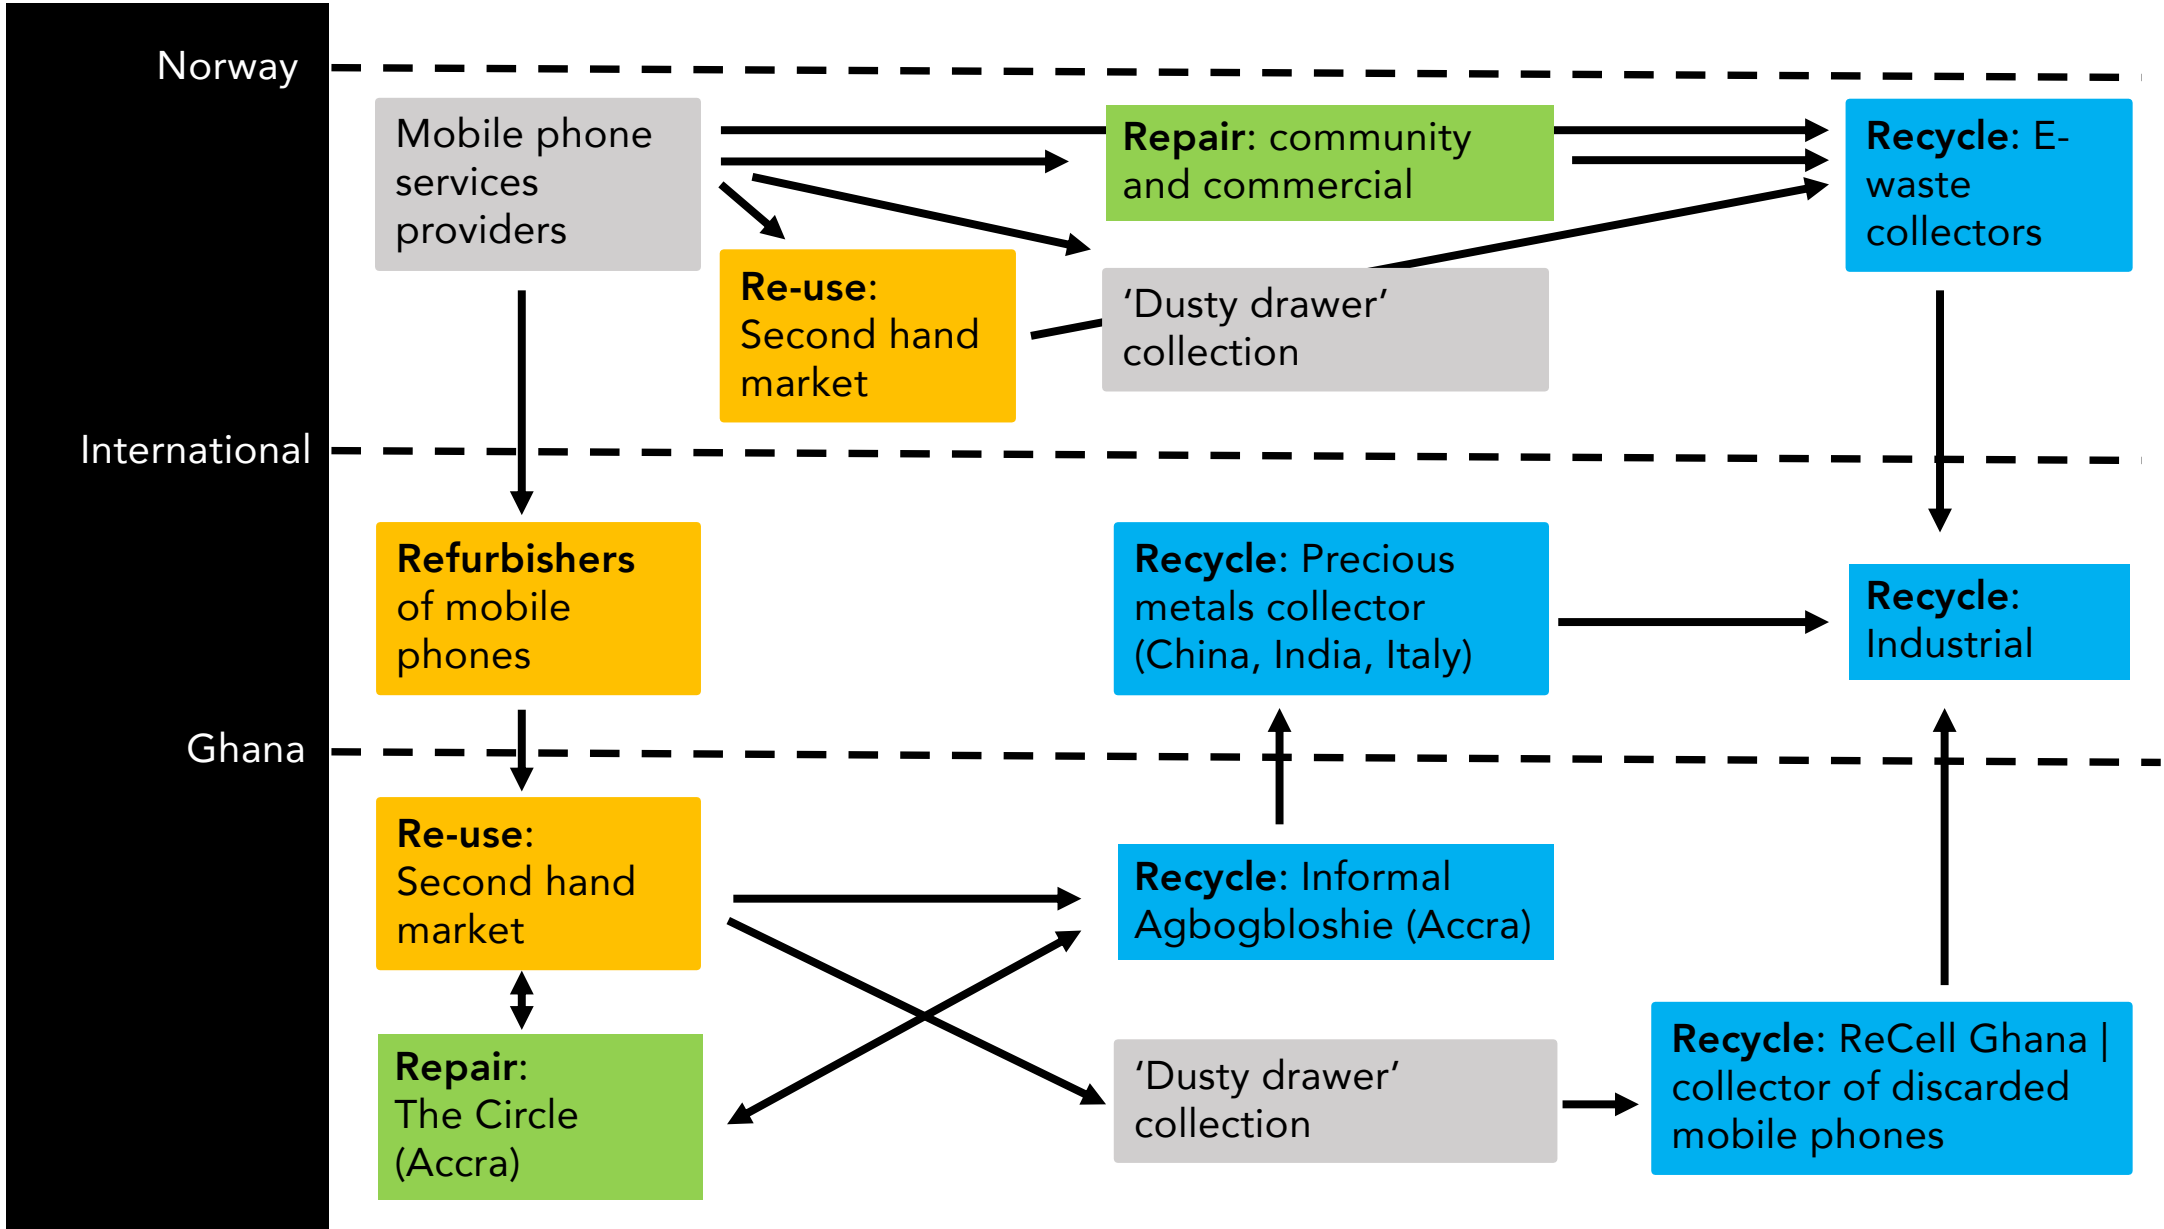 Norway
Mobile phone
services
providers
Repair: community
and commercial
Recycle: E-
waste
collectors
Re-use:
Second hand
market
‘Dusty drawer’
collection
International
Refurbishers
of mobile
phones
Recycle: Precious
metals collector
(China, India, Italy)
Recycle:
Industrial
Ghana
Re-use:
Second hand
market
Recycle: Informal
Agbogbloshie (Accra)
Repair:
The Circle
(Accra)
‘Dusty drawer’
collection
Recycle: ReCell Ghana |
collector of discarded
mobile phones